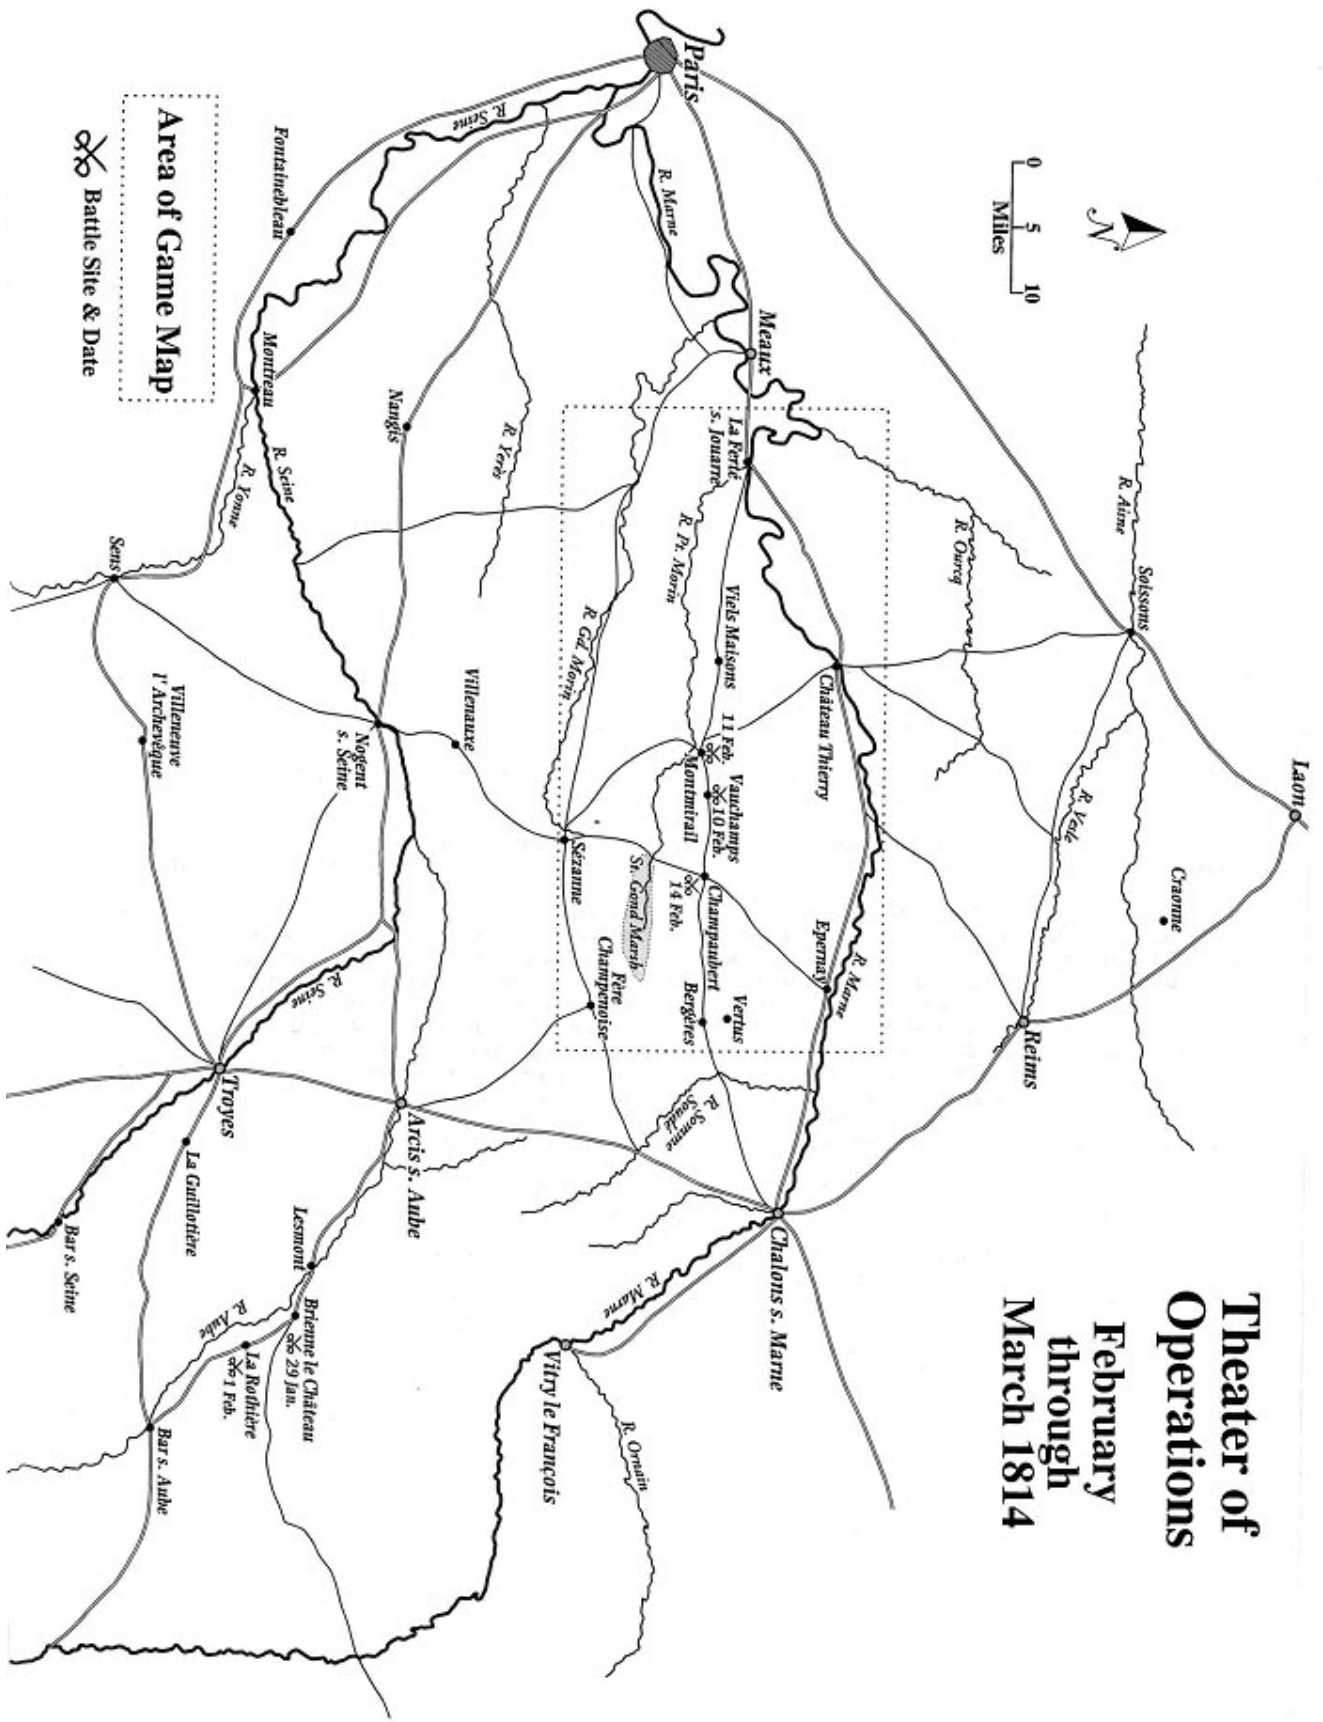 Theater of
Operations
February
through
March 1814
Laon
Craonne
Soissons
R. Aisne
R. Vesle
R. Ourcq
Reims
0
5
10
Miles
N
Paris
R. Marne
Meaux
La Ferté
s. Jouarre
Château Thierry
Epernay
R. Marne
Viels Maisons
R. Pt. Morin
11 Feb.
Montmirail
Vauchamps
10 Feb.
Champaubert
14 Feb.
Vertus
Bergères
St. Gond Marsh
R. Gd. Morin
Sézanne
Fère
Champenoise
R. Somme
Soude
Chalons s. Marne
R. Marne
Vitry le François
R. Ornain
R. Seine
R. Yerès
Nangis
Villenauxe
Nogent
s. Seine
Fontainebleau
Montreau
R. Seine
R. Yonne
Sens
Villeneuve
l'Archevêque
R. Seine
Troyes
Arcis s. Aube
La Guillotière
Lesmont
Brienne le Château
29 Jan.
La Rothière
1 Feb.
R. Aube
Bar s. Seine
Bar s. Aube
Area of Game Map
Battle Site & Date